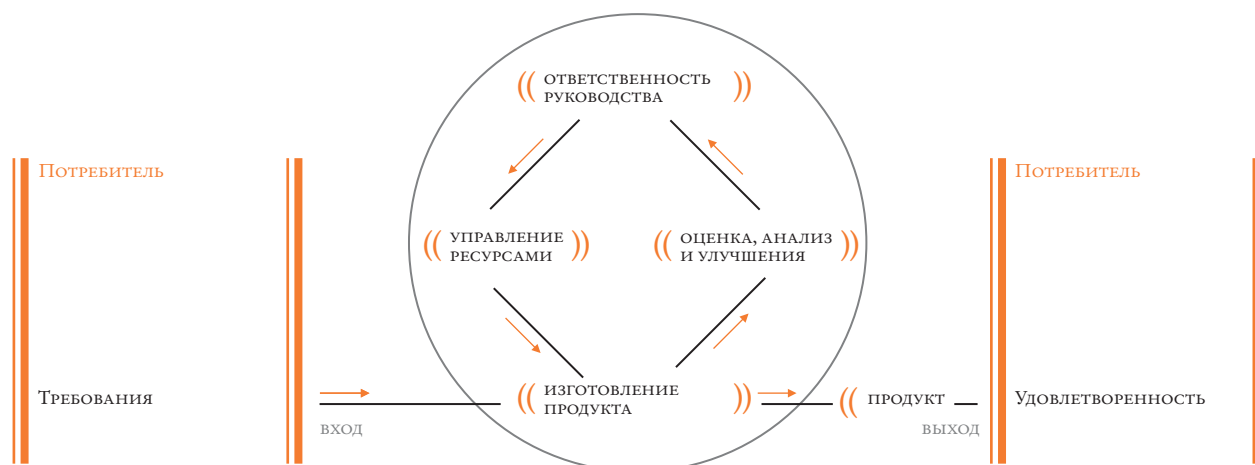 ОТВЕТСТВЕННОСТЬ
РУКОВОДСТВА
ПОТРЕБИТЕЛЬ
ПОТРЕБИТЕЛЬ
УПРАВЛЕНИЕ
РЕСУРСАМИ
ОЦЕНКА, АНАЛИЗ
И УЛУЧШЕНИЯ
ТРЕБОВАНИЯ
ИЗГОТОВЛЕНИЕ
ПРОДУКТА
ПРОДУКТ
УДОВЛЕТВОРЕННОСТЬ
ВХОД
ВЫХОД